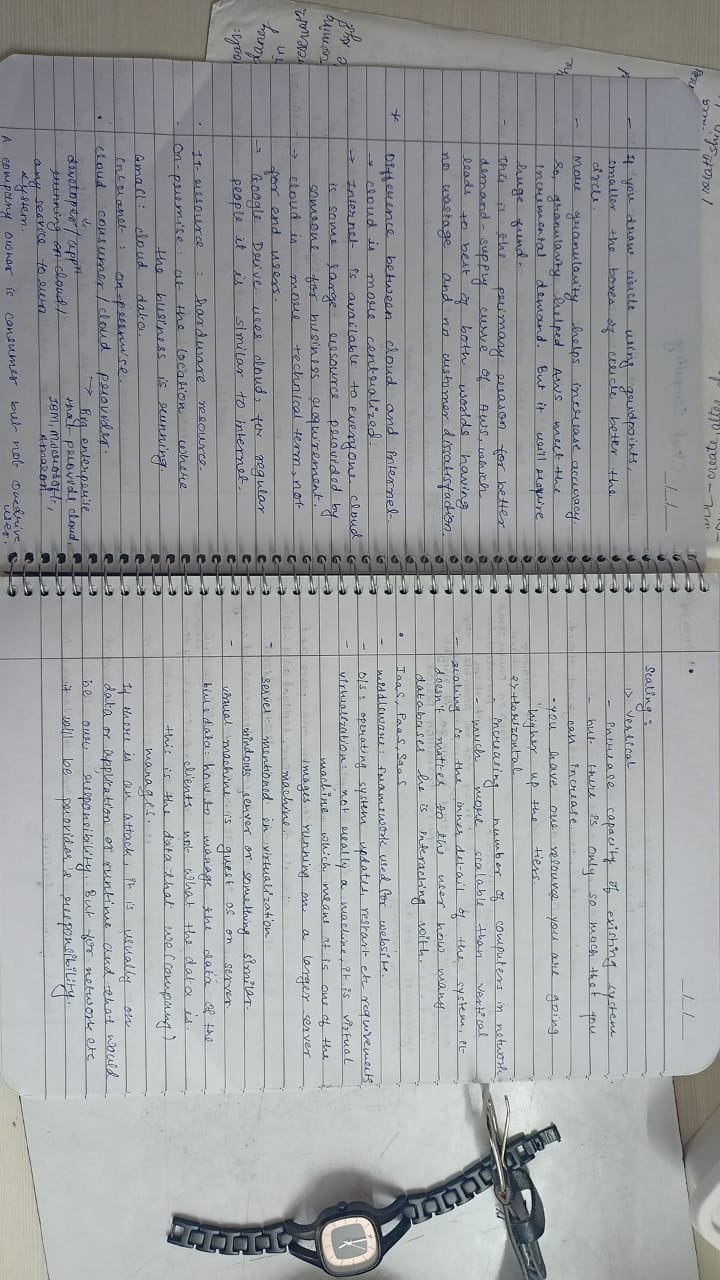 - If you draw circle using gradpoints,
smaller the boxes of circle better the
circle.
- More granularity helps increase accuracy.
So, granularity helped AWS meet the
incremental demand. But it will require
huge fund.
- This is the primary reason for better
demand-supply curve of AWS which
leads to best of both worlds having
no wastage and no customer dissatisfaction.
* Difference between cloud and Internet-
→ cloud is more centralized.
→ Internet is available to everyone cloud
is some large resource provided by
someone for business requirement.
→ cloud is more technical term, not
for end users.
→ Google Drive uses cloud, for regular
people it is similar to internet.
• It resource : hardware resource.
• On-premise : at the location where
the business is running.
Gmail : cloud data.
Intranet : on-premise.
• cloud consumer / cloud provider.
↓ → Big enterprise
developer / appⁿ that provide cloud,
running on cloud / IBM, Microsoft,
any service to run Amazon
system.
A company owner is consumer but not onedrive
user.
//
•
Scaling :
1) Vertical
- Increase capacity of existing system
- but there is only so much that you
can increase
- you have one resource you are going
higher up the tiers.
2) Horizontal
- increasing number of computers in network
- much more scalable than vertical
- scaling is the inner detail of the system, it
doesn't matter to the user how many
databases he is interacting with.
• IaaS, PaaS, SaaS
- middleware: framework used for website.
- O/s : operating system updates, restart etc requirements
- virtualization : not really a machine. it is virtual
machine which means it is one of the
images running on a larger server
machine.
• server mentioned in virtualization
windows server or something similar.
- virtual machine is guest os on server
• data: how to manage the data of the
clients not what the data is.
this is the data that we (company)
manages.
If there is an attack, it is usually on
data or application or runtime and that would
be our responsibility. But for network etc
it will be provider's responsibility.
//